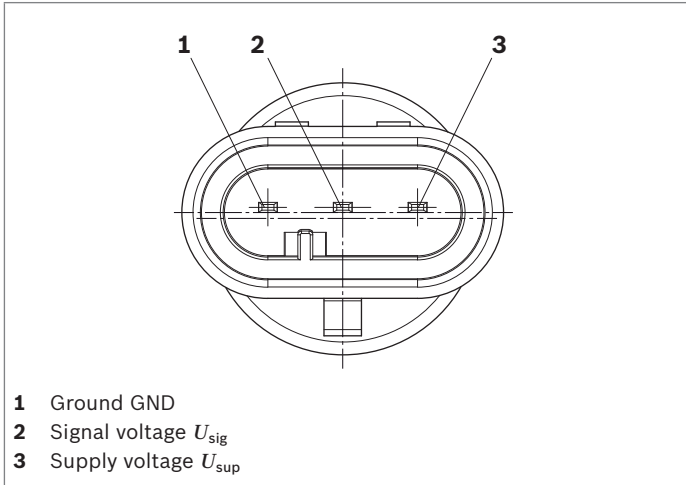 1 2 3
1 Ground GND
2 Signal voltage Usig
3 Supply voltage Usup